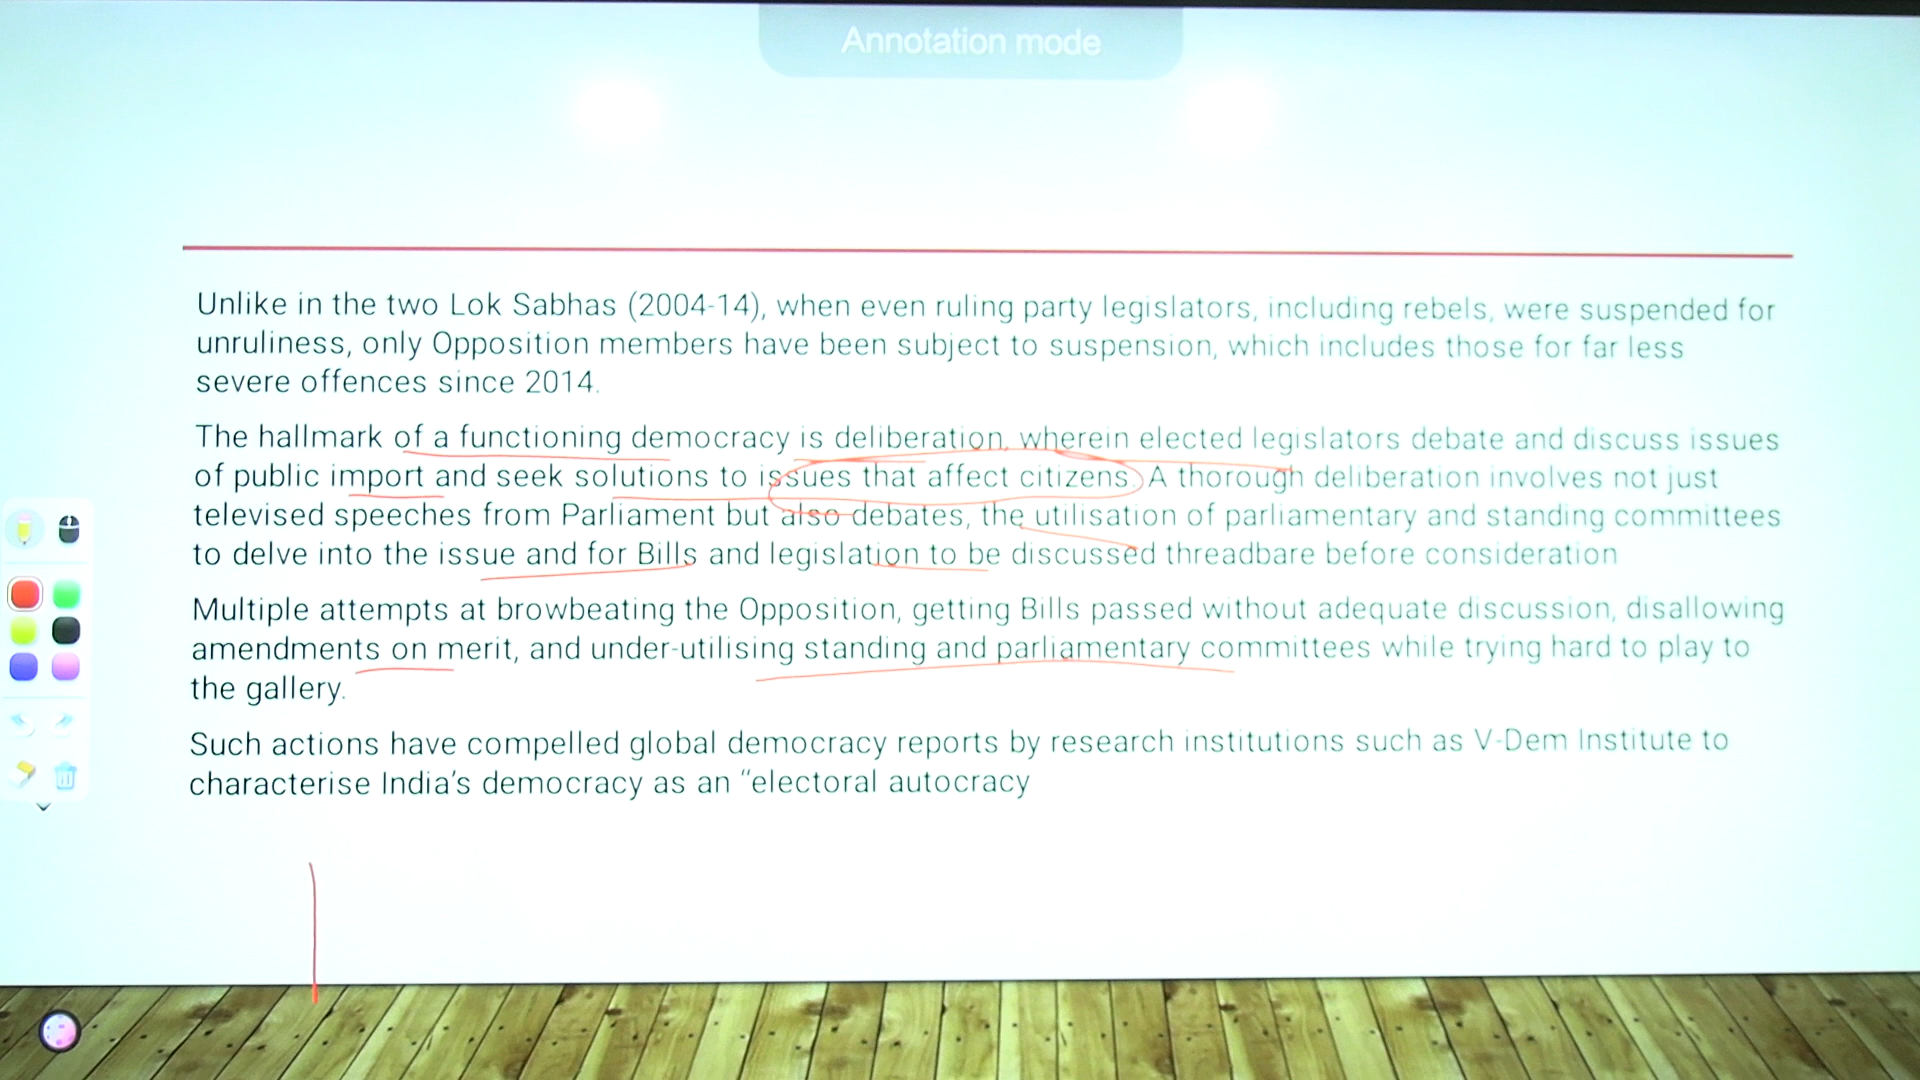 Annotation mode
Unlike in the two Lok Sabhas (2004-14), when even ruling party legislators, including rebels, were suspended for
unruliness, only Opposition members have been subject to suspension, which includes those for far less
severe offences since 2014.
The hallmark of a functioning democracy is deliberation, wherein elected legislators debate and discuss issues
of public import and seek solutions to issues that affect citizens. A thorough deliberation involves not just
televised speeches from Parliament but also debates, the utilisation of parliamentary and standing committees
to delve into the issue and for Bills and legislation to be discussed threadbare before consideration
Multiple attempts at browbeating the Opposition, getting Bills passed without adequate discussion, disallowing
amendments on merit, and under-utilising standing and parliamentary committees while trying hard to play to
the gallery.
Such actions have compelled global democracy reports by research institutions such as V-Dem Institute to
characterise India’s democracy as an “electoral autocracy